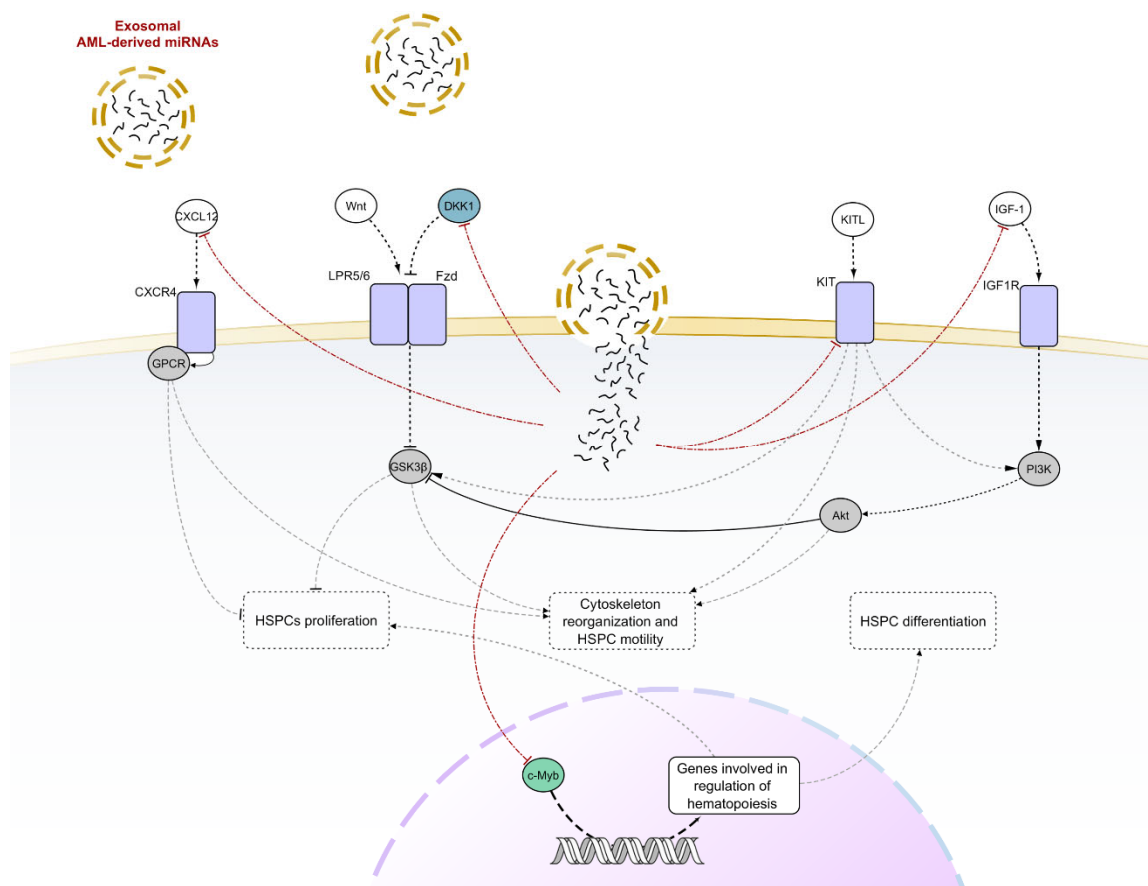 Exosomal
AML-derived miRNAs
CXCL12
Wnt
DKK1
KITL
IGF-1
LPR5/6
Fzd
CXCR4
KIT
IGF1R
GPCR
GSK3β
PI3K
Akt
HSPCs proliferation
Cytoskeleton
reorganization and
HSPC motility
HSPC differentiation
c-Myb
Genes involved in
regulation of
hematopoiesis